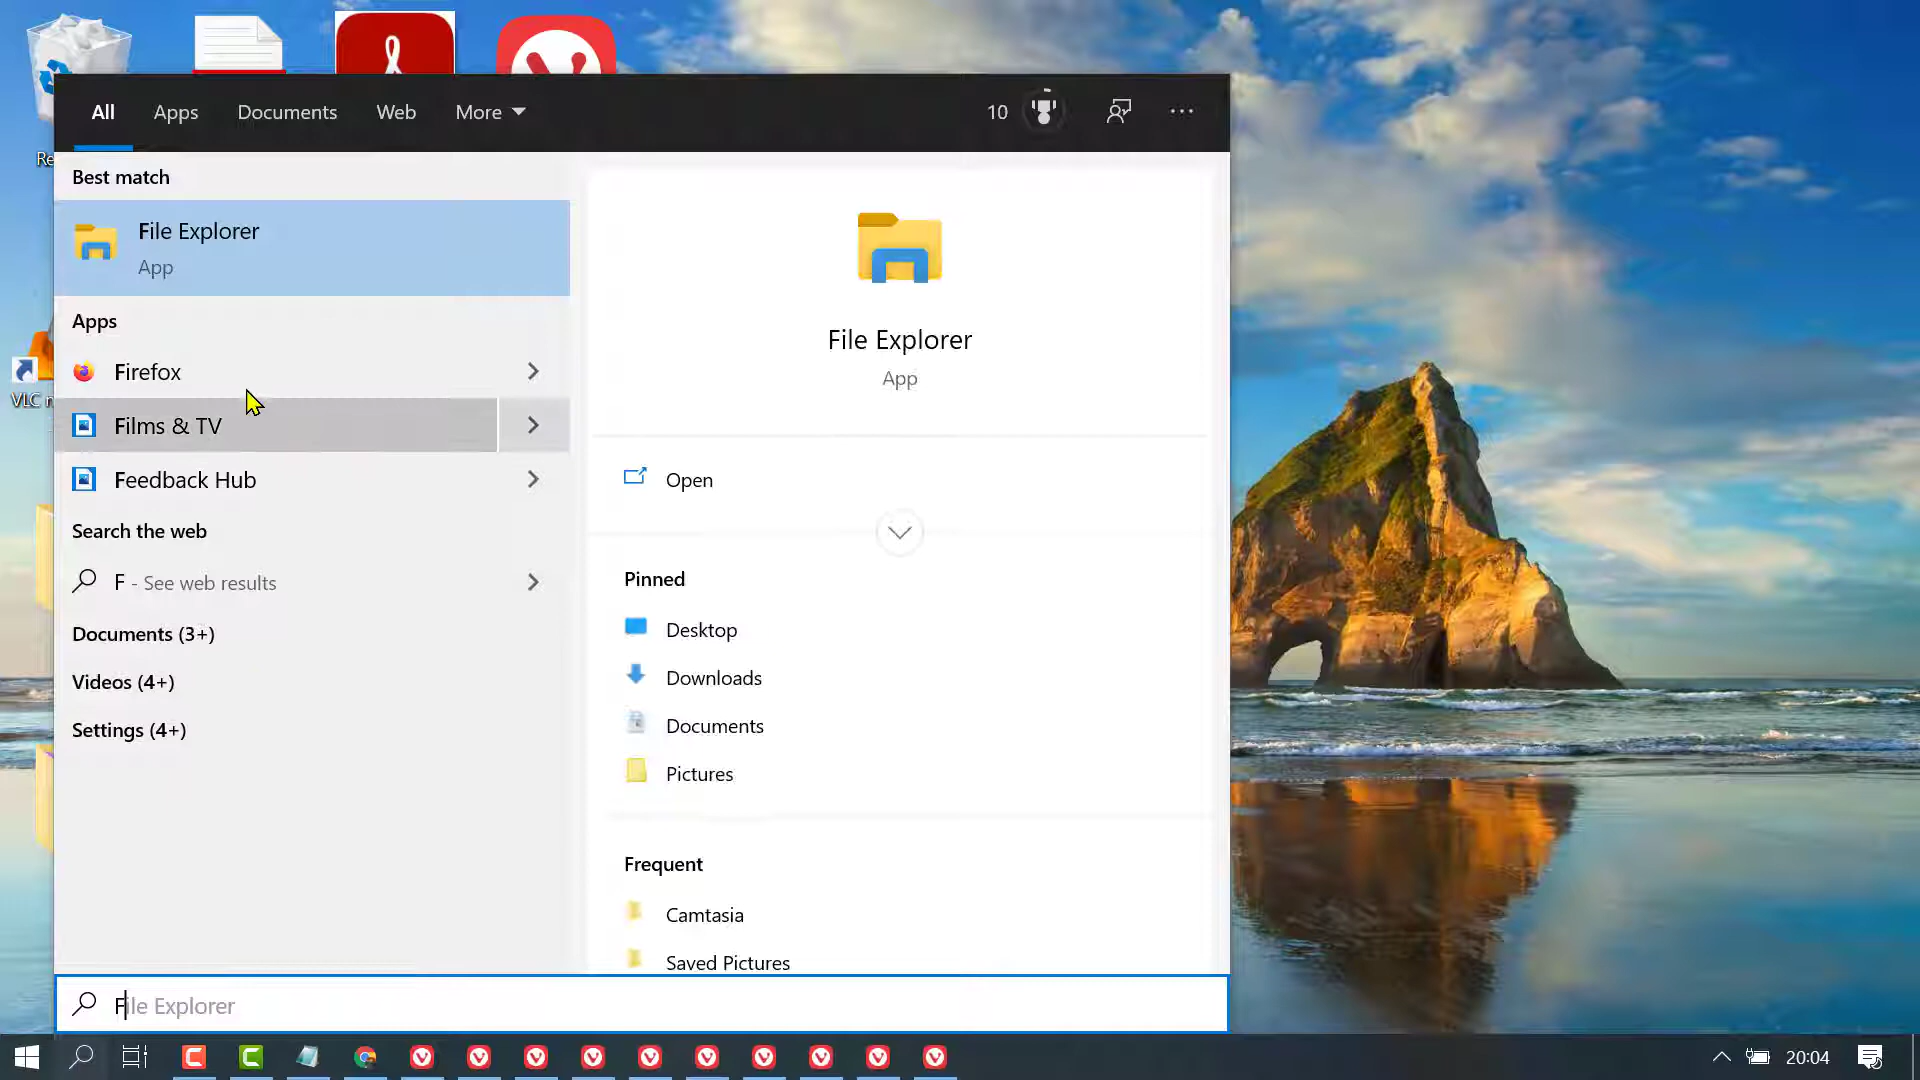 All
Apps
Documents
Web
More
10
Best match
File Explorer
App
Apps
Firefox
Films & TV
Feedback Hub
Search the web
F - See web results
Documents (3+)
Videos (4+)
Settings (4+)
File Explorer
App
Open
Pinned
Desktop
Downloads
Documents
Pictures
Frequent
Camtasia
Saved Pictures
File Explorer
Re
VLC
20:04